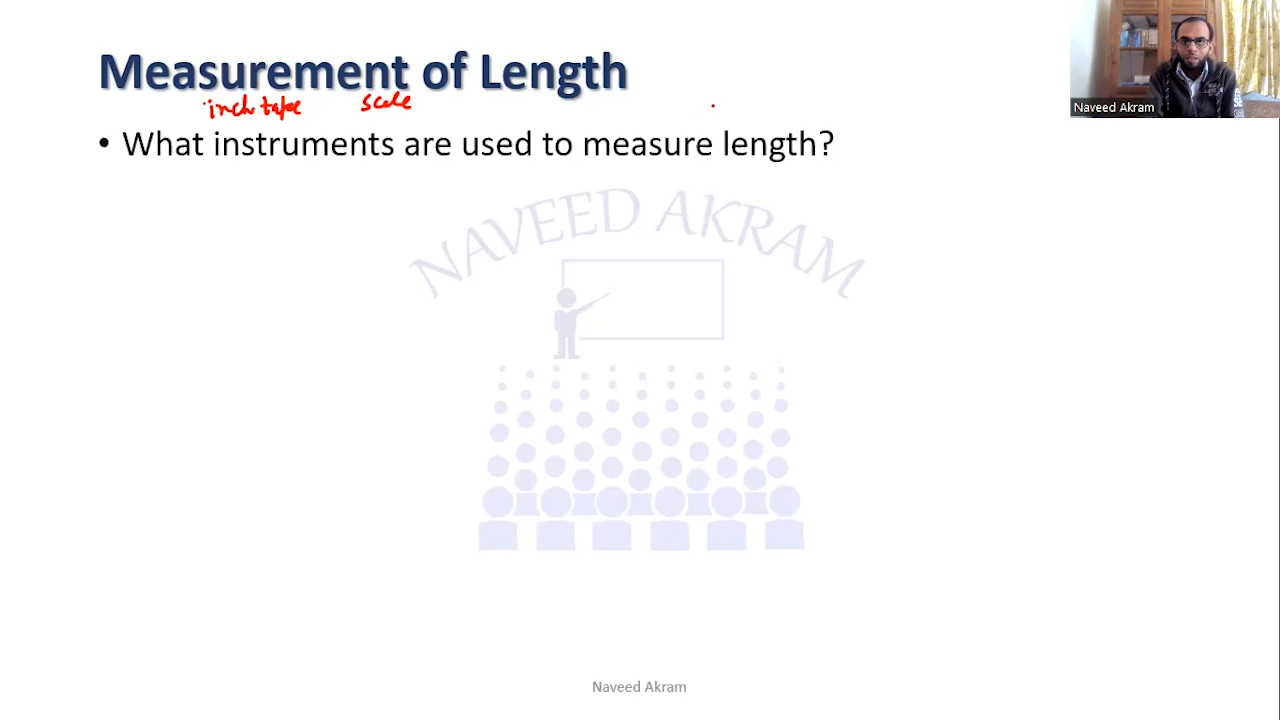 Measurement of Length
inch tape scale
• What instruments are used to measure length?
Naveed Akram
NAVEED AKRAM
Naveed Akram